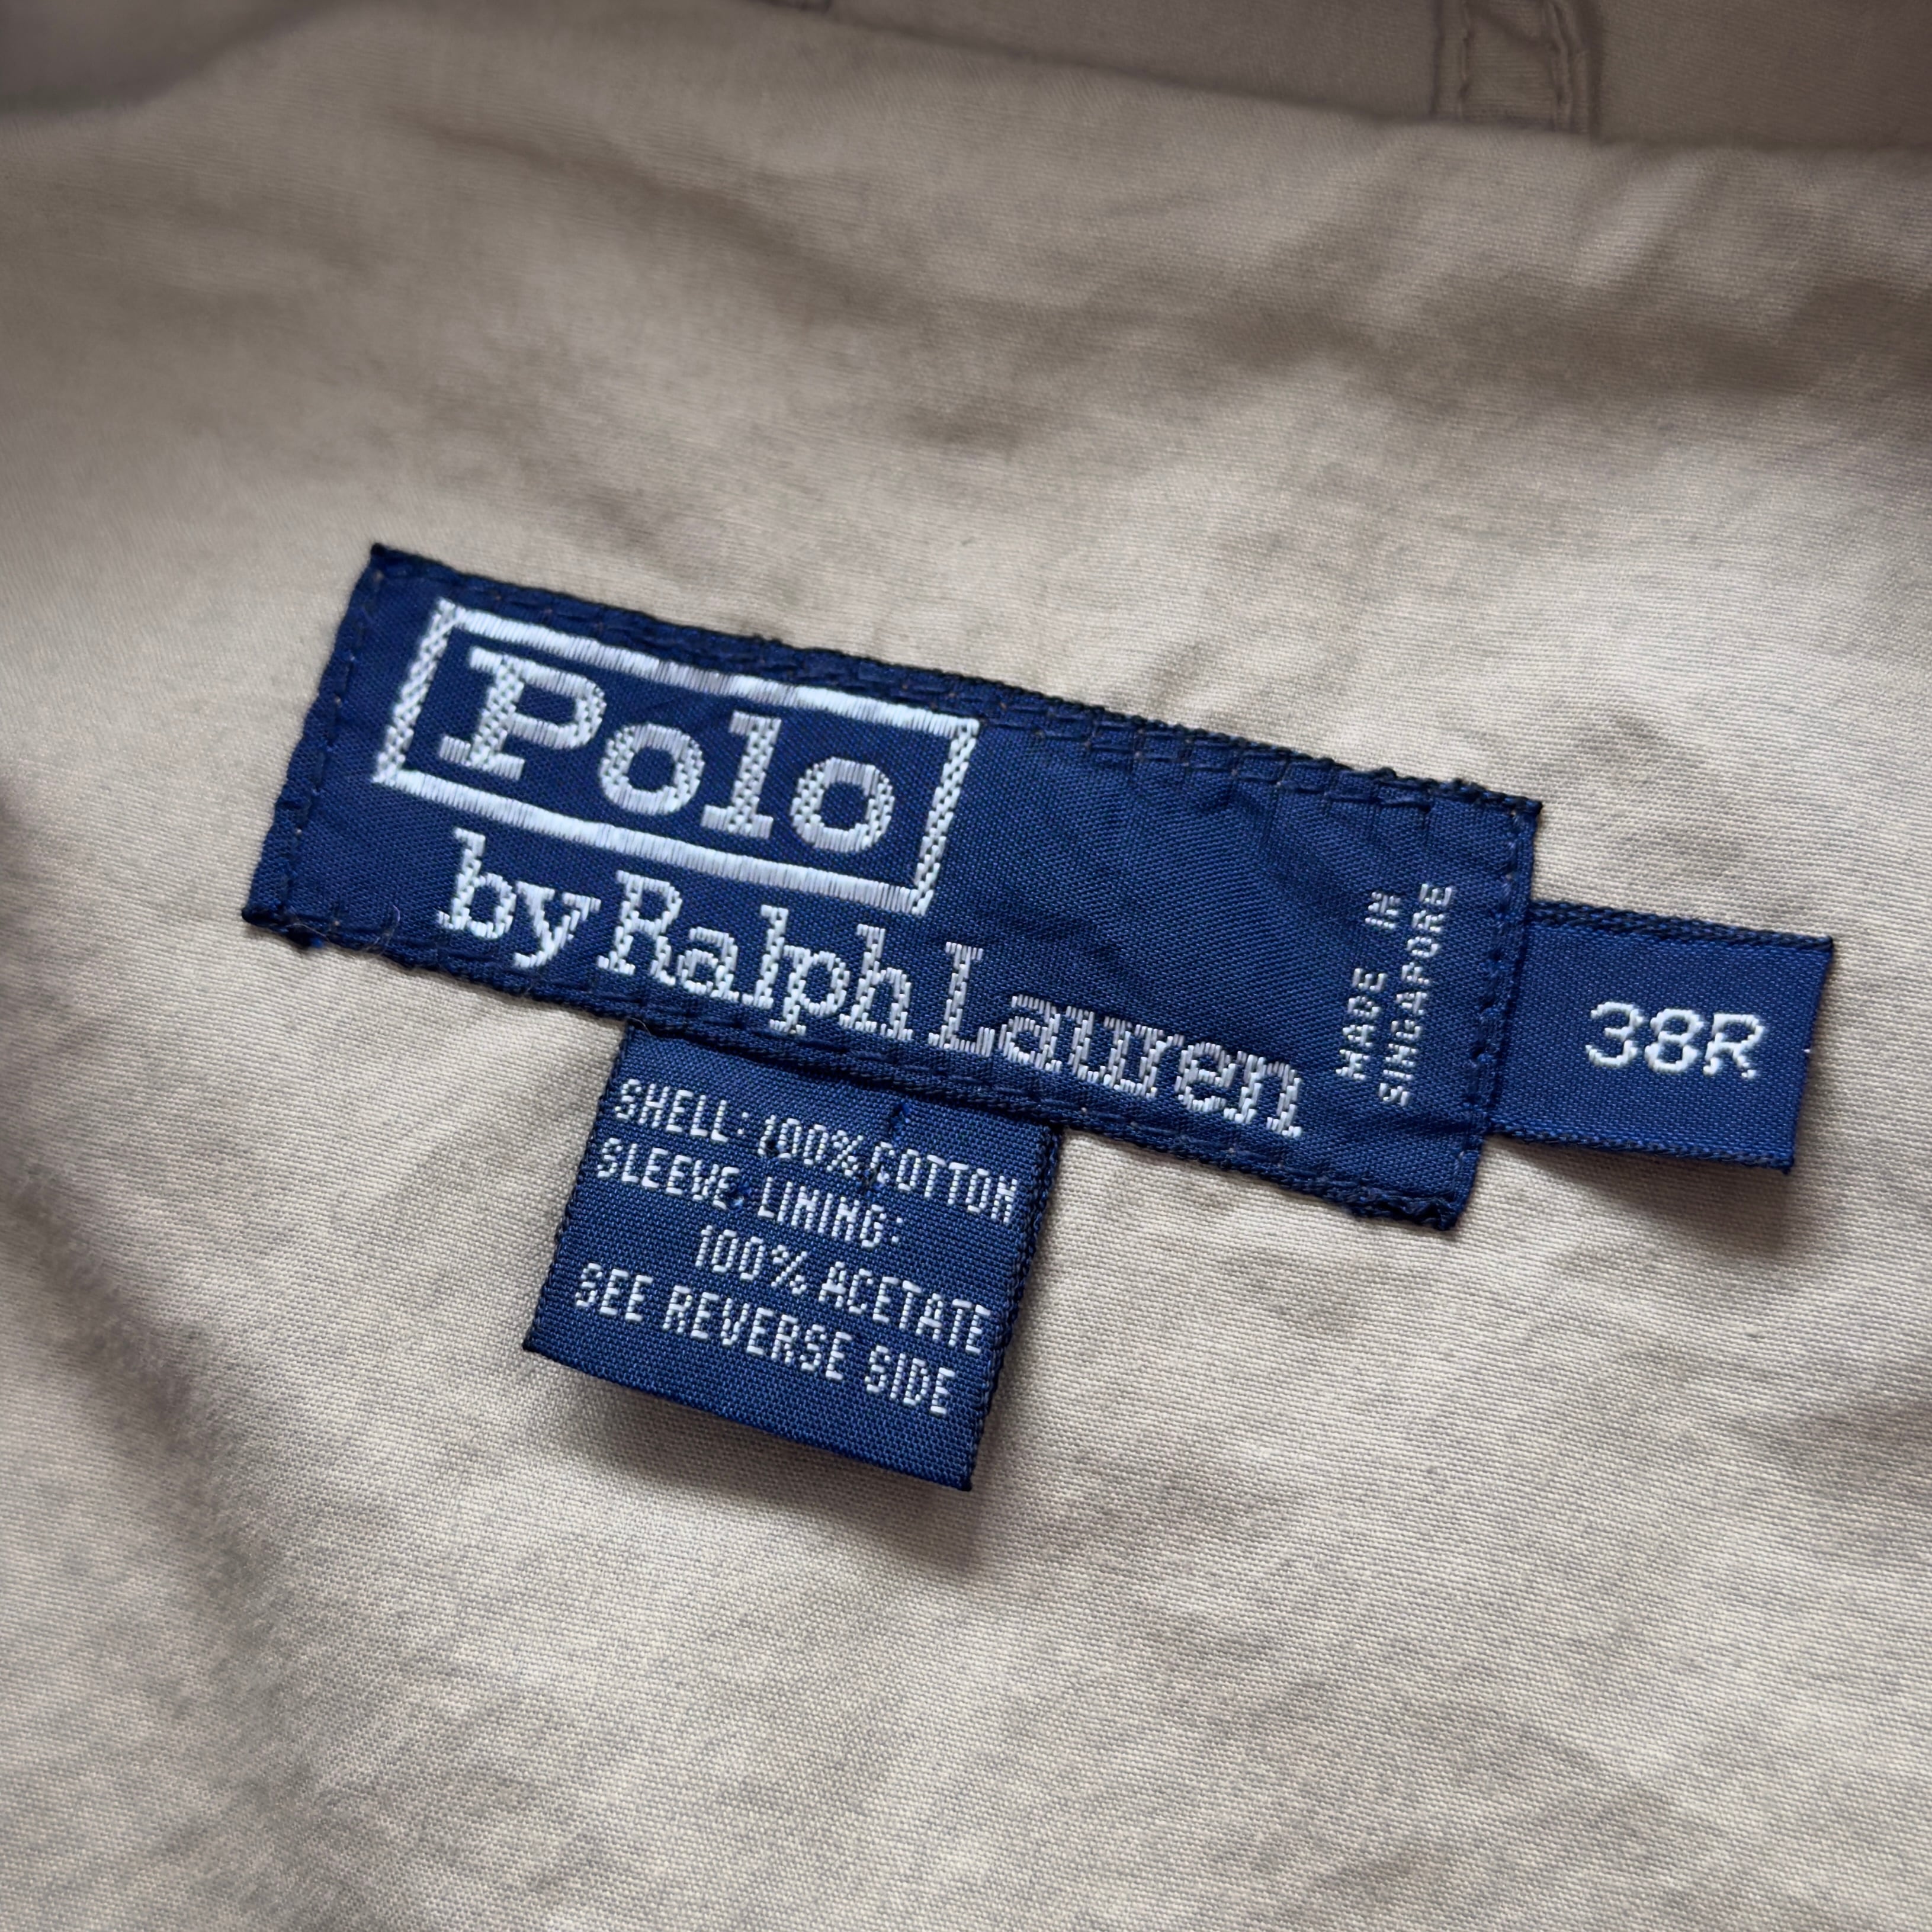 Polo
by Ralph Lauren
MADE IN
SINGAPORE
38R
SHELL: 100% COTTON
SLEEVE LINING:
100% ACETATE
SEE REVERSE SIDE